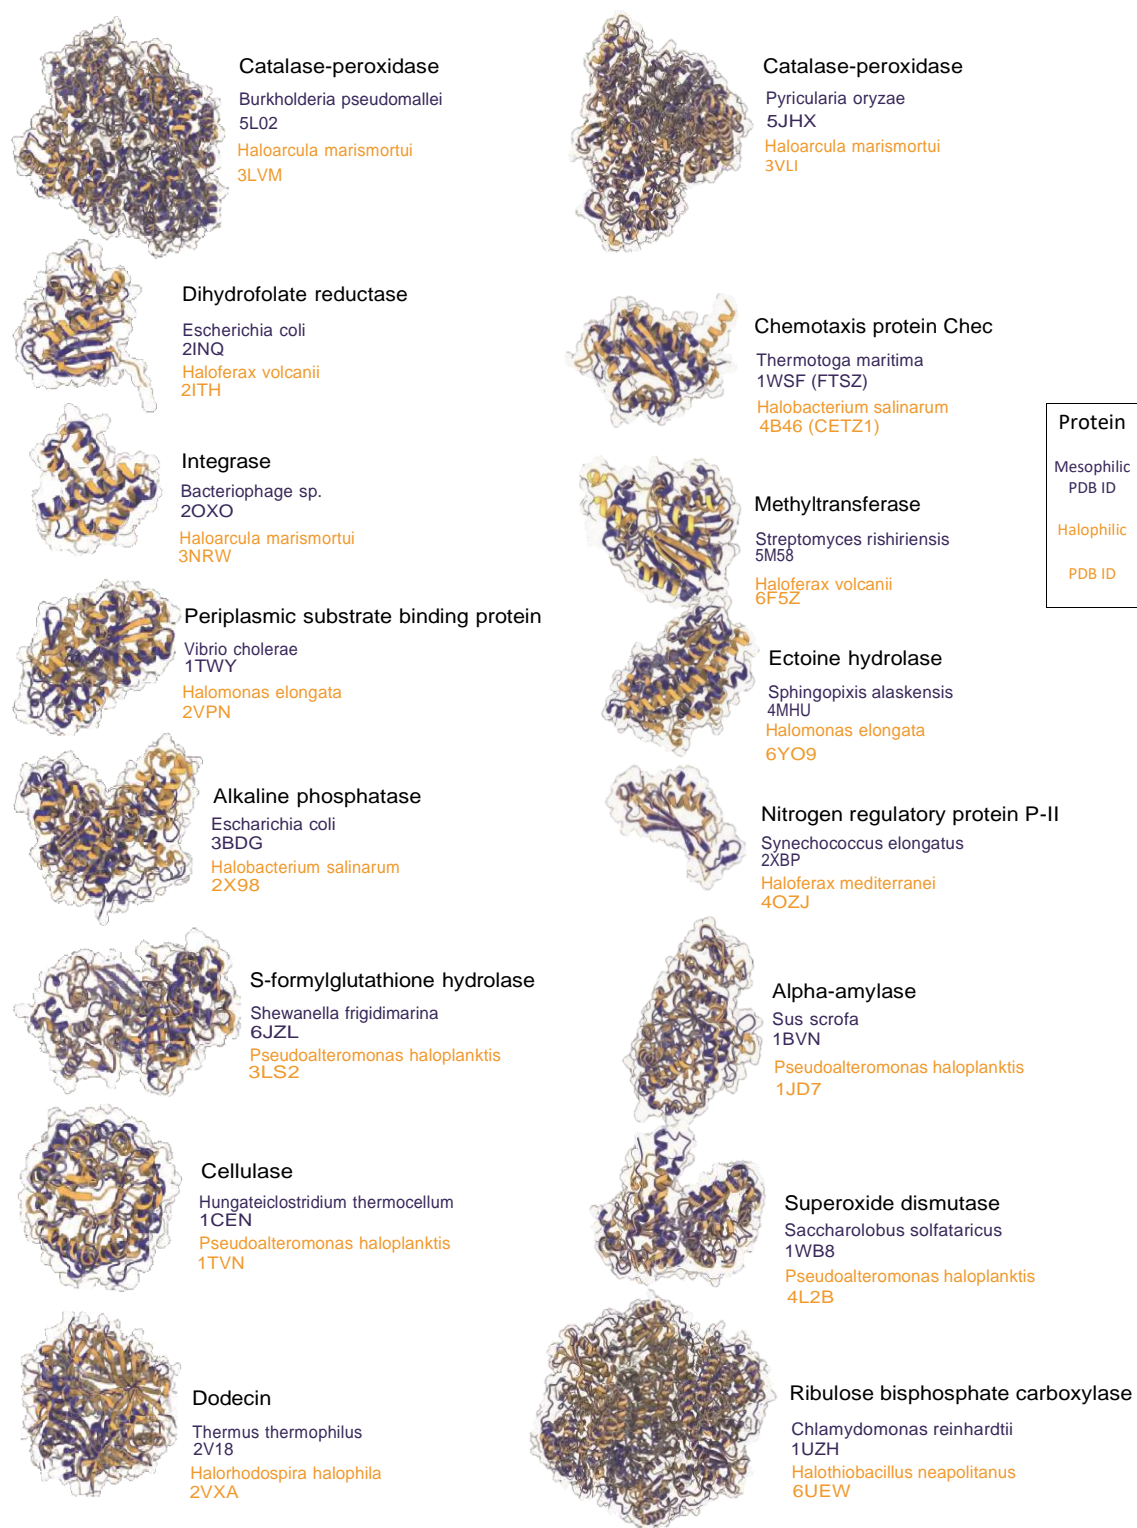 Catalase-peroxidase
Burkholderia pseudomallei
5L02
Haloarcula marismortui
3LVM
Dihydrofolate reductase
Escherichia coli
2INQ
Haloferax volcanii
2ITH
Integrase
Bacteriophage sp.
2OXO
Haloarcula marismortui
3NRW
Periplasmic substrate binding protein
Vibrio cholerae
1TWY
Halomonas elongata
2VPN
Alkaline phosphatase
Escharichia coli
3BDG
Halobacterium salinarum
2X98
S-formylglutathione hydrolase
Shewanella frigidimarina
6JZL
Pseudoalteromonas haloplanktis
3LS2
Cellulase
Hungateiclostridium thermocellum
1CEN
Pseudoalteromonas haloplanktis
1TVN
Dodecin
Thermus thermophilus
2V18
Halorhodospira halophila
2VXA
Catalase-peroxidase
Pyricularia oryzae
5JHX
Haloarcula marismortui
3VLI
Chemotaxis protein Chec
Thermotoga maritima
1WSF (FTSZ)
Halobacterium salinarum
4B46 (CETZ1)
Methyltransferase
Streptomyces rishiriensis
5M58
Haloferax volcanii
6F5Z
Ectoine hydrolase
Sphingopixis alaskensis
4MHU
Halomonas elongata
6YO9
Nitrogen regulatory protein P-II
Synechococcus elongatus
2XBP
Haloferax mediterranei
4OZJ
Alpha-amylase
Sus scrofa
1BVN
Pseudoalteromonas haloplanktis
1JD7
Superoxide dismutase
Saccharolobus solfataricus
1WB8
Pseudoalteromonas haloplanktis
4L2B
Ribulose bisphosphate carboxylase
Chlamydomonas reinhardtii
1UZH
Halothiobacillus neapolitanus
6UEW
Protein
Mesophilic
PDB ID
Halophilic
PDB ID